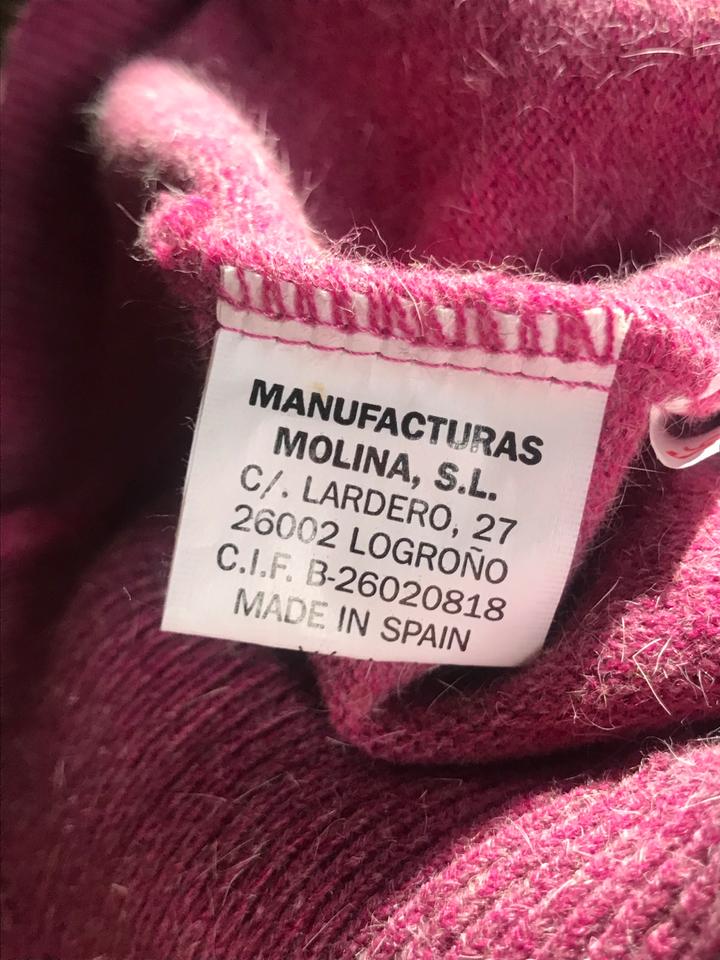 MANUFACTURAS
MOLINA, S.L.
C/. LARDERO, 27
26002 LOGROÑO
C.I.F. B-26020818
MADE IN SPAIN